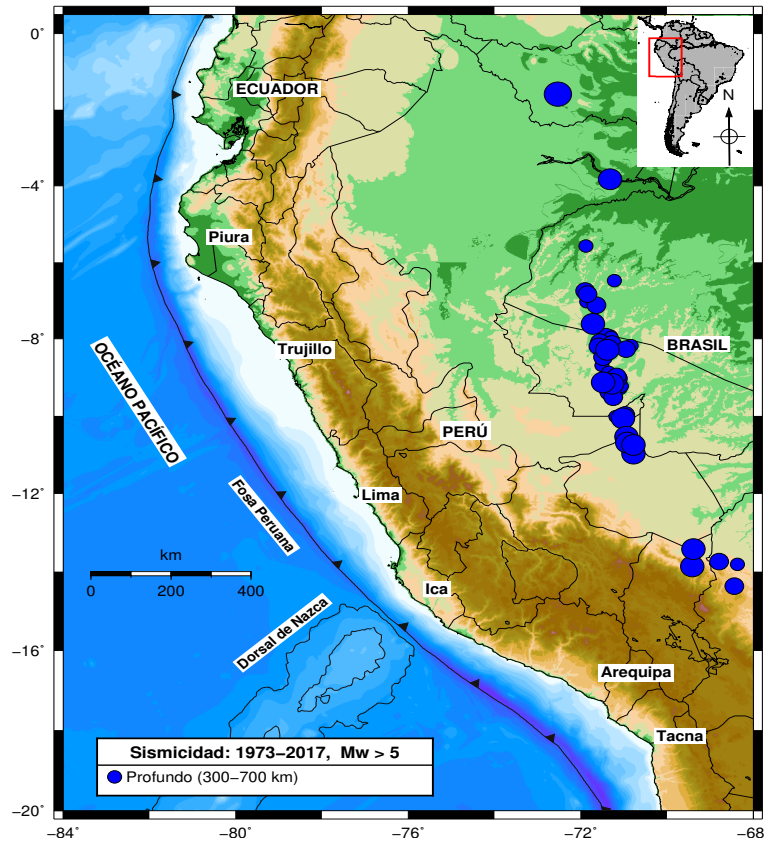 0°
−4°
−8°
−12°
−16°
−20°
−84°
−80°
−76°
−72°
−68
ECUADOR
Piura
Trujillo
BRASIL
PERÚ
OCÉANO PACÍFICO
Fosa Peruana
Lima
Ica
Dorsal de Nazca
Arequipa
Tacna
N
km
0 200 400
Sismicidad: 1973−2017, Mw > 5
Profundo (300−700 km)